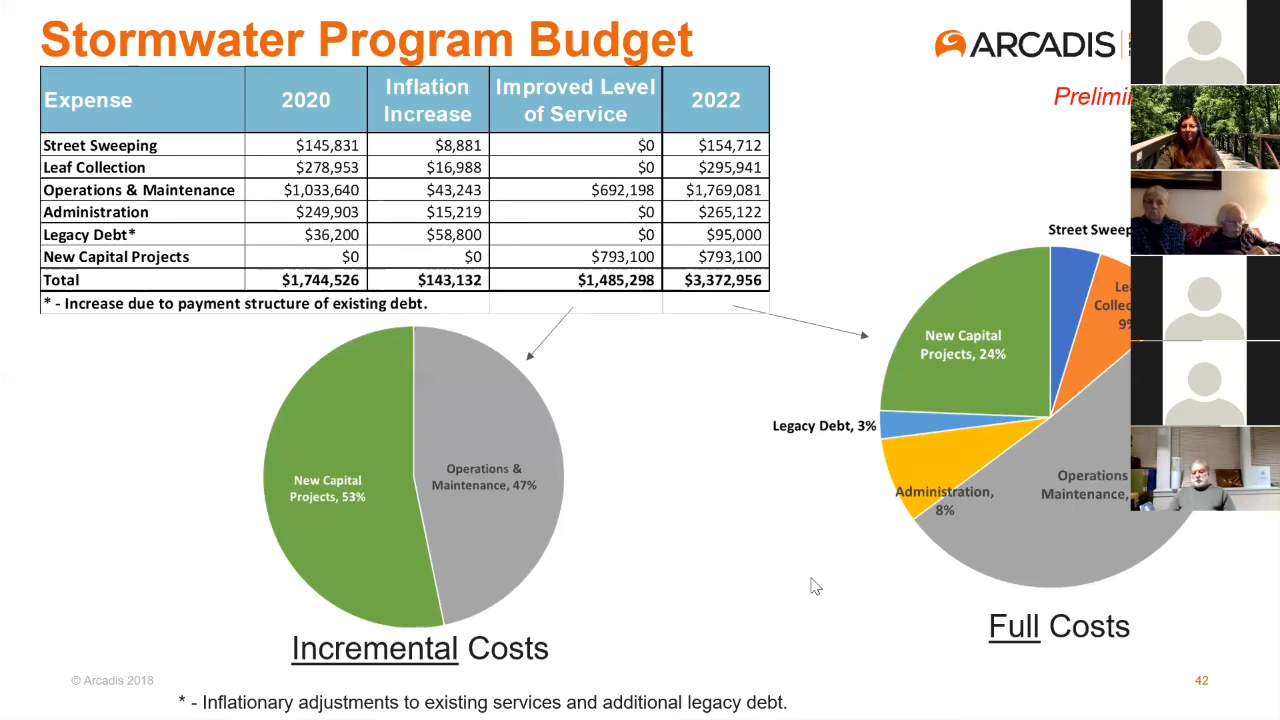 Stormwater Program Budget
ARCADIS
Expense 2020 Inflation Increase Improved Level of Service 2022
Street Sweeping $145,831 $8,881 $0 $154,712
Leaf Collection $278,953 $16,988 $0 $295,941
Operations & Maintenance $1,033,640 $43,243 $692,198 $1,769,081
Administration $249,903 $15,219 $0 $265,122
Legacy Debt* $36,200 $58,800 $0 $95,000
New Capital Projects $0 $0 $793,100 $793,100
Total $1,744,526 $143,132 $1,485,298 $3,372,956
* - Increase due to payment structure of existing debt.
New Capital
Projects, 53%
Operations &
Maintenance, 47%
Incremental Costs
Street
New Capital
Projects, 24%
9%
Legacy Debt, 3%
Administration,
8%
Operations
Maintenance,
Full Costs
© Arcadis 2018
42
* - Inflationary adjustments to existing services and additional legacy debt.